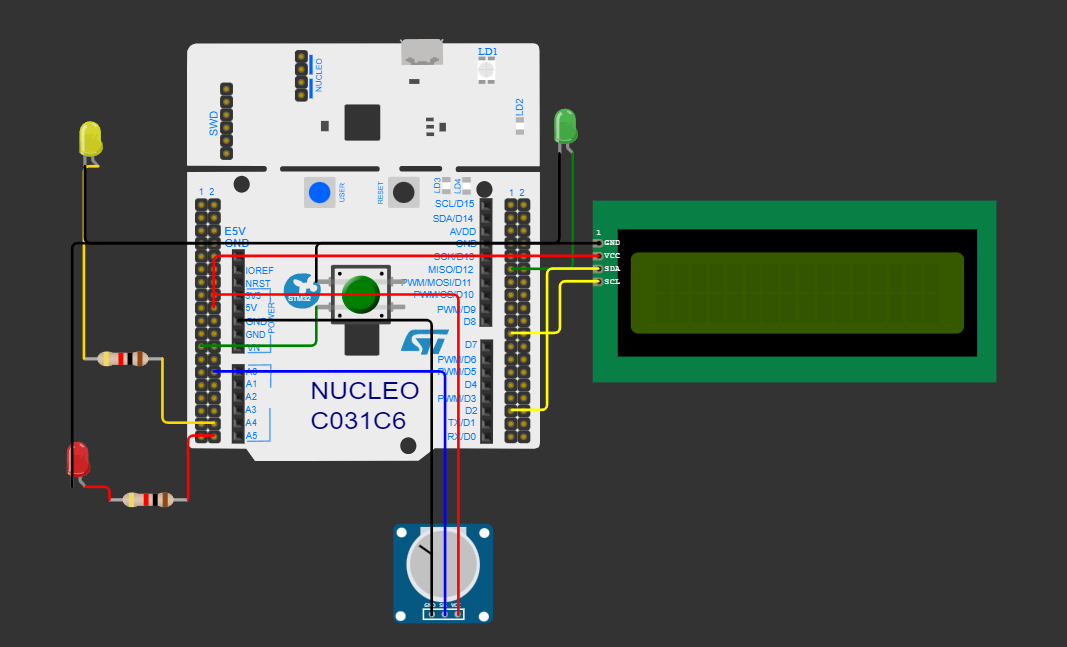 LD1
NUCLEO
LD2
SWD
USER
RESET
LD3
LD4
1 2
1 2
SCL/D15
SDA/D14
AVDD
GND
SCK/D13
MISO/D12
PWM/MOSI/D11
PWM/CS/D10
PWM/D9
D8
D7
PWM/D6
PWM/D5
D4
PWM/D3
D2
TX/D1
RX/D0
E5V
GND
IOREF
NRST
3V3
5V
GND
GND
VIN
POWER
A0
A1
A2
A3
A4
A5
STM32
NUCLEO
C031C6
1
GND
VCC
SDA
SCL